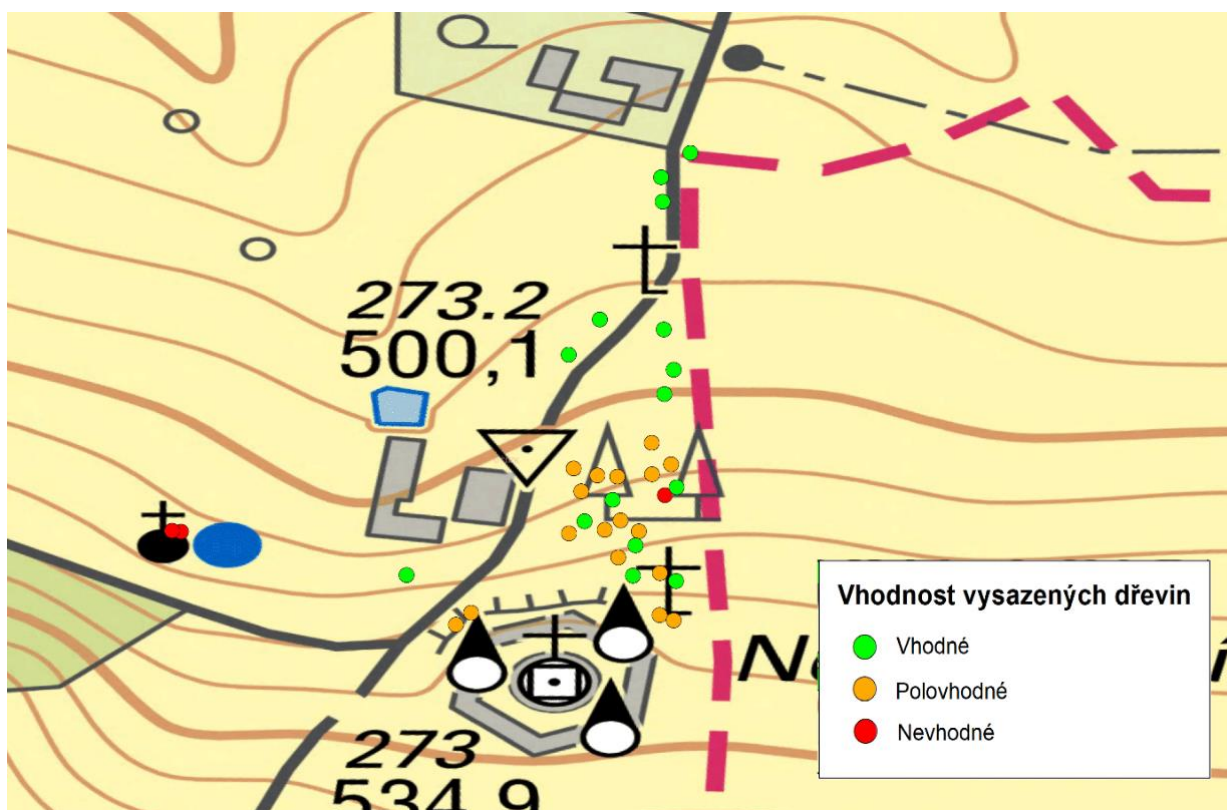 273.2
500,1
Vhodnost vysazených dřevin
Vhodné
Polovhodné
Nevhodné
273
534,9